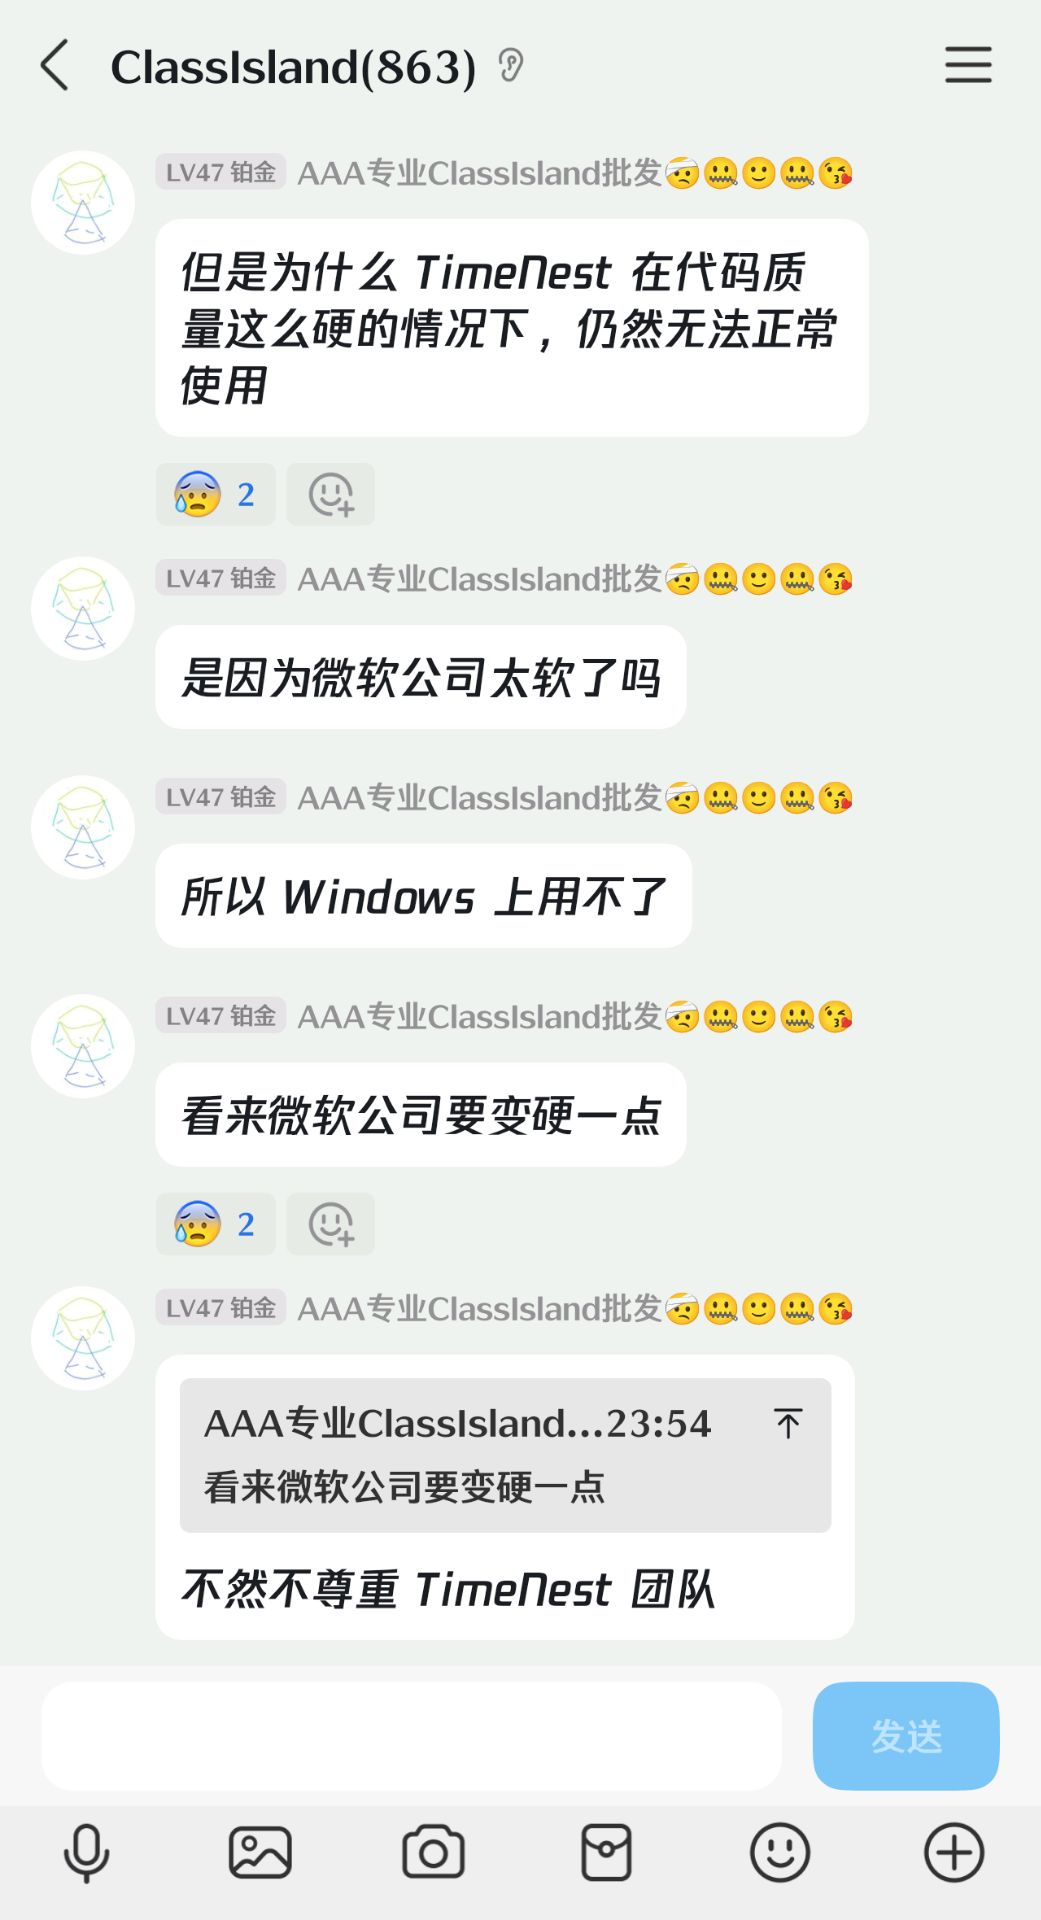 ClassIsland(863)
LV47 铂金 AAA专业ClassIsland批发🤕🤐🙂🤐😘
但是为什么 TimeNest 在代码质
量这么硬的情况下，仍然无法正常
使用
😰 2
LV47 铂金 AAA专业ClassIsland批发🤕🤐🙂🤐😘
是因为微软公司太软了吗
LV47 铂金 AAA专业ClassIsland批发🤕🤐🙂🤐😘
所以 Windows 上用不了
LV47 铂金 AAA专业ClassIsland批发🤕🤐🙂🤐😘
看来微软公司要变硬一点
😰 2
LV47 铂金 AAA专业ClassIsland批发🤕🤐🙂🤐😘
AAA专业ClassIsland...23:54
看来微软公司要变硬一点
不然不尊重 TimeNest 团队
发送